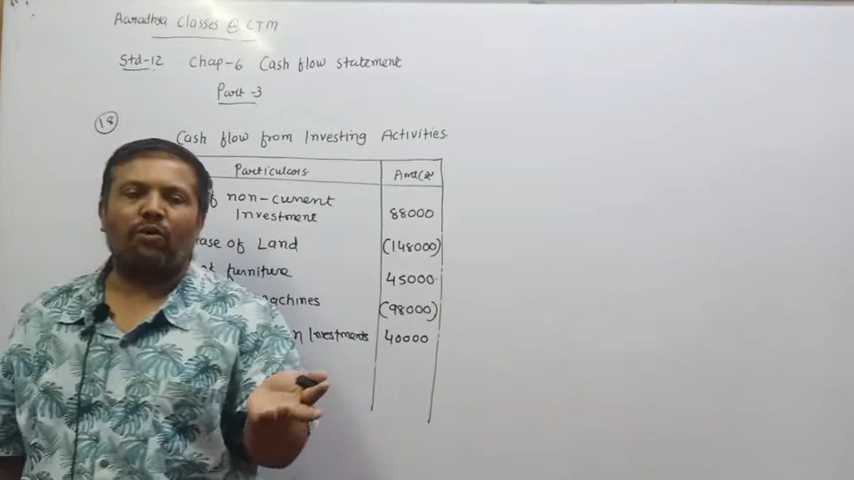 Aaradhya Classes @ CTM
Std-12 Chap-6 Cash flow statement
Part-3
18
Cash flow from Investing Activities
Particulars Amt(₹)
of non-current
Investment 88000
ase of Land (148000)
furniture 45000
achines (98000)
n Investments 40000